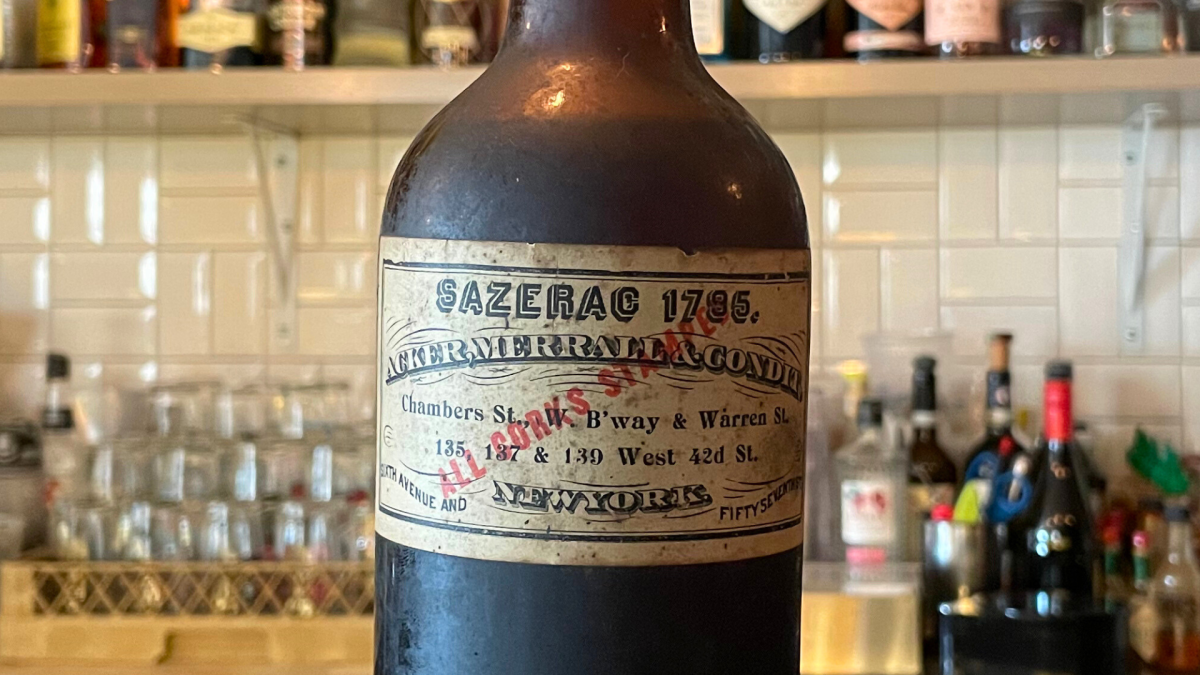 SAZERAC 1795.
ACKER, MERRALL & CONDIT
Chambers St., W. B'way & Warren St.
135, 137 & 139 West 42d St.
SIXTH AVENUE AND
NEW YORK.
FIFTY SEVENTH
ALL CORKS STAMPED